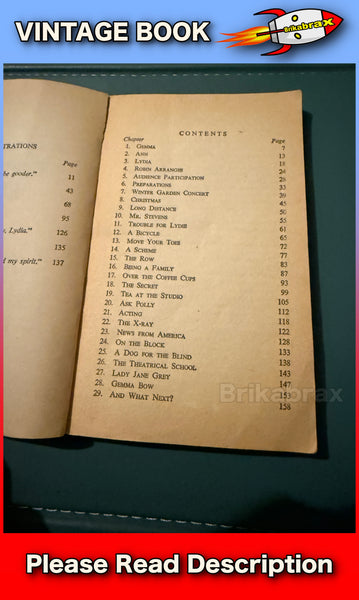 VINTAGE BOOK
Brikabrax
TRATIONS
Page
be gooder." 11
43
68
95
, Lydia." 126
135
d my spirit." 137
CONTENTS
Chapter Page
1. Gemma 7
2. Ann 13
3. Lydia 18
4. Robin Arranges 24
5. Audience Participation 28
6. Preparations 33
7. Winter Garden Concert 39
8. Christmas 45
9. Long Distance 50
10. Mr. Stevens 55
11. Trouble for Lydie 61
12. A Bicycle 65
13. Move Your Toes 72
14. A Scheme 77
15. The Row 83
16. Being a Family 87
17. Over the Coffee Cups 93
18. The Secret 99
19. Tea at the Studio 105
20. Ask Polly 112
21. Acting 118
22. The X-ray 122
23. News from America 128
24. On the Block 133
25. A Dog for the Blind 138
26. The Theatrical School 143
27. Lady Jane Grey 147
28. Gemma Bow 153
29. And What Next? 158
Brikabrax
Please Read Description